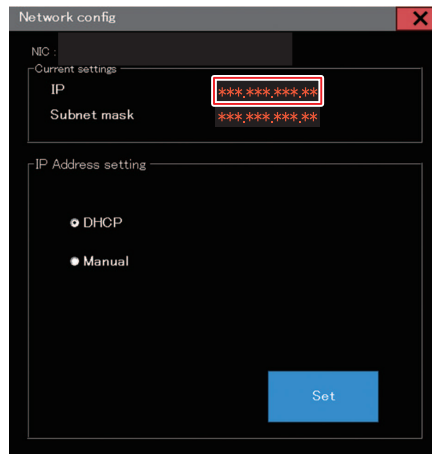 Network config
NIC :
Current settings
IP ***.***.***.**
Subnet mask ***.***.***.**
IP Address setting
DHCP
Manual
Set